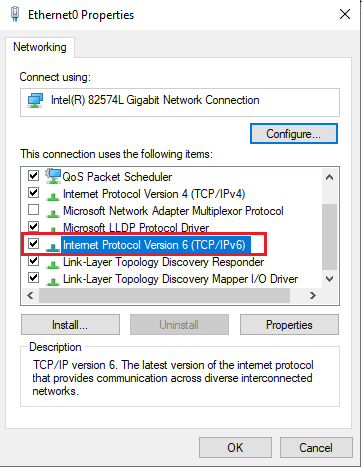 Ethernet0 Properties
Networking
Connect using:
Intel(R) 82574L Gigabit Network Connection
Configure...
This connection uses the following items:
QoS Packet Scheduler
Internet Protocol Version 4 (TCP/IPv4)
Microsoft Network Adapter Multiplexor Protocol
Microsoft LLDP Protocol Driver
Internet Protocol Version 6 (TCP/IPv6)
Link-Layer Topology Discovery Responder
Link-Layer Topology Discovery Mapper I/O Driver
Install...
Uninstall
Properties
Description
TCP/IP version 6. The latest version of the internet protocol
that provides communication across diverse interconnected
networks.
OK
Cancel